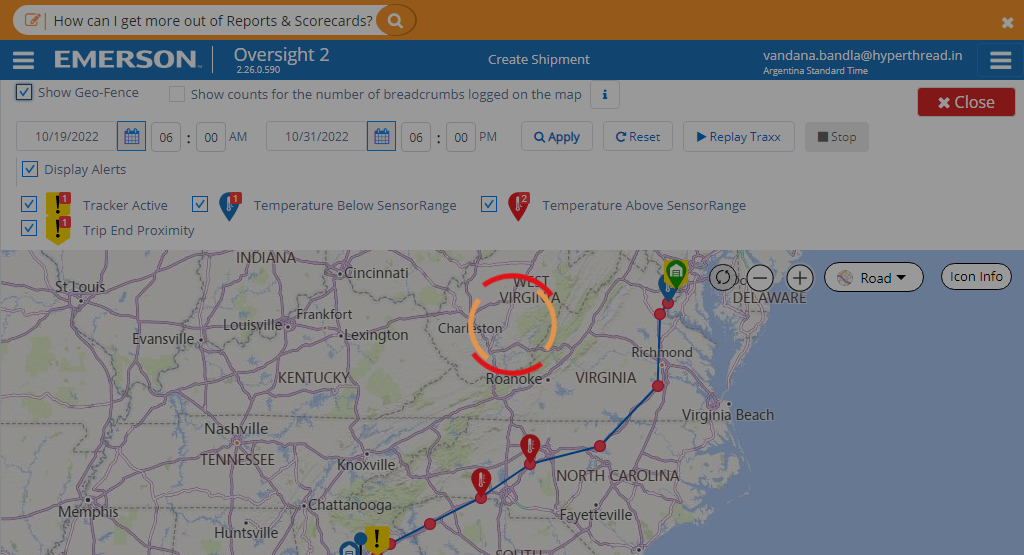 How can I get more out of Reports & Scorecards?
EMERSON
Oversight 2
2.26.0.590
Create Shipment
vandana.bandla@hyperthread.in
Argentina Standard Time
Show Geo-Fence
Show counts for the number of breadcrumbs logged on the map
i
Close
10/19/2022
06 : 00 AM
10/31/2022
06 : 00 PM
Apply
Reset
Replay Traxx
Stop
Display Alerts
1
Tracker Active
1
Temperature Below SensorRange
2
Temperature Above SensorRange
1
Trip End Proximity
Road
Icon Info
INDIANA
Cincinnati
WEST
VIRGINIA
DELAWARE
St Louis
Frankfort
Louisville
Lexington
Charleston
Evansville
Richmond
KENTUCKY
Roanoke
VIRGINIA
Virginia Beach
Nashville
TENNESSEE
Knoxville
NORTH CAROLINA
Memphis
Chattanooga
Fayetteville
Huntsville
SOUTH